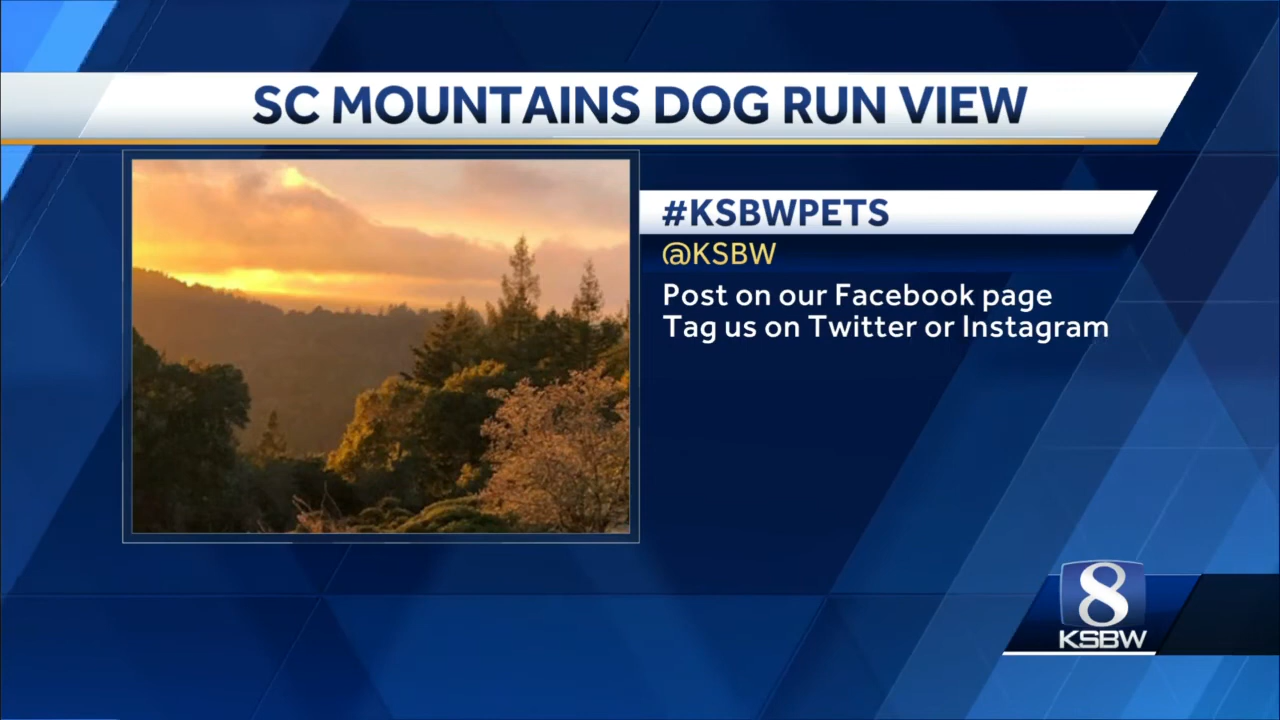 SC MOUNTAINS DOG RUN VIEW
#KSBWPETS
@KSBW
Post on our Facebook page
Tag us on Twitter or Instagram
8
KSBW